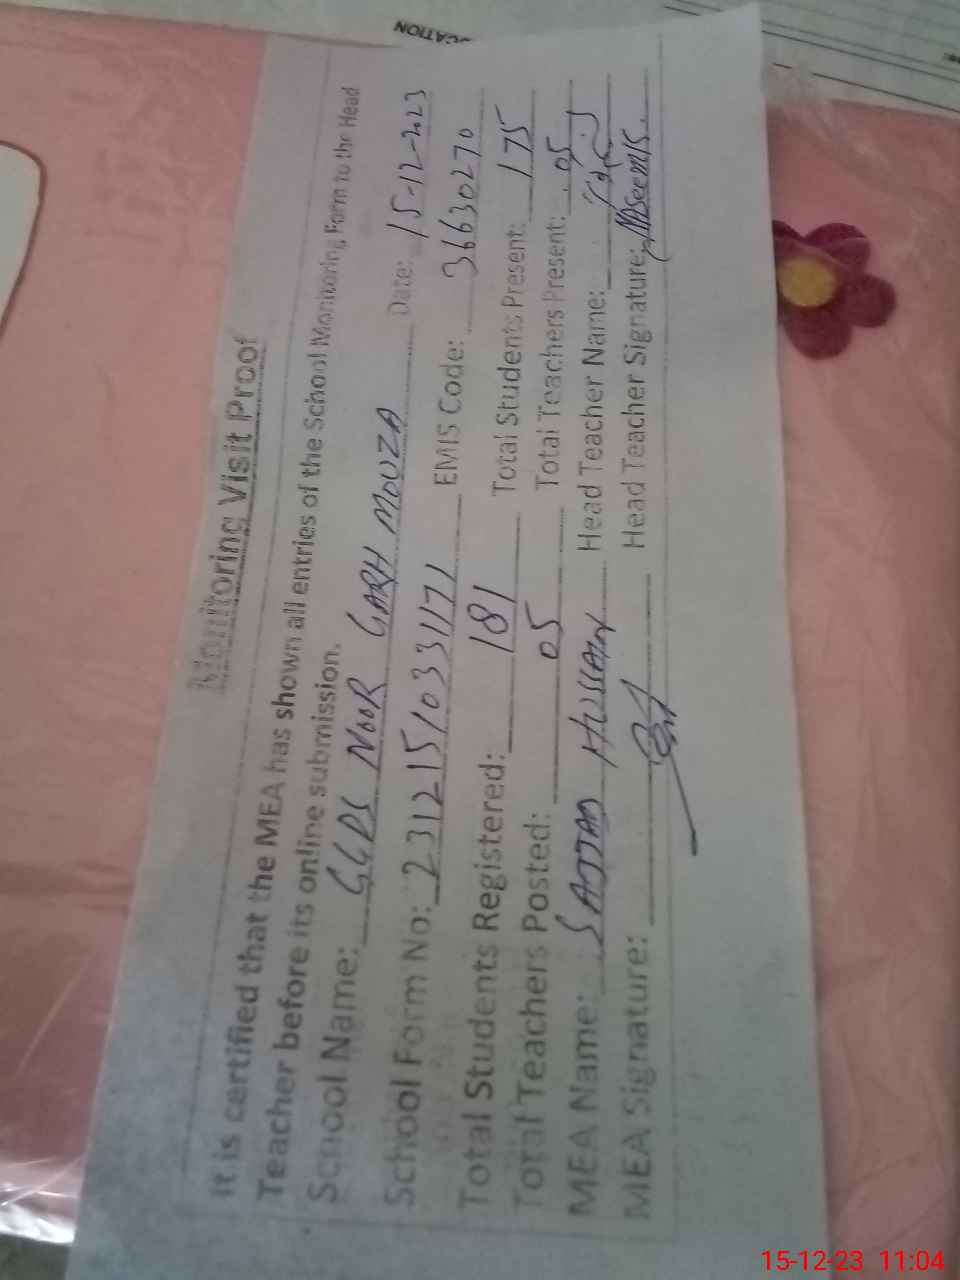 UCATION
Monitoring Visit Proof
It is certified that the MEA has shown all entries of the School Monitoring Form to the Head
Teacher before its online submission.
School Name: GGPS NOOR GARH MOUZA Date: 15-12-2023
School Form No: 23121510331171 EMIS Code: 36630270
Total Students Registered: 181 Total Students Present: 175
Total Teachers Posted: 05 Total Teachers Present: 05
MEA Name: SAJJAD HUSSAIN Head Teacher Name:
MEA Signature: Head Teacher Signature:
15-12-23 11:04